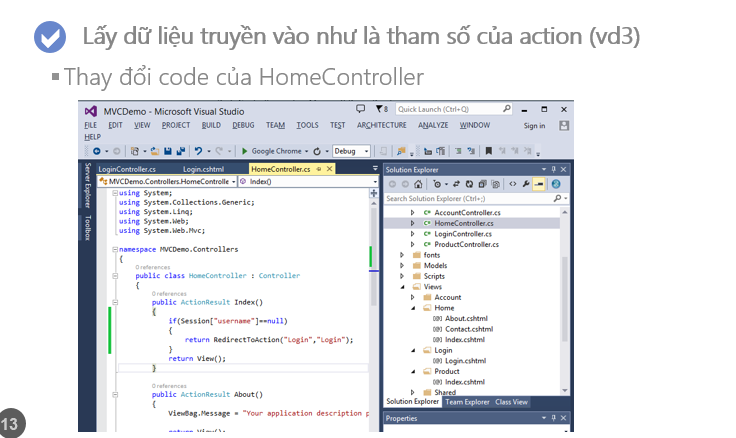 Lấy dữ liệu truyền vào như là tham số của action (vd3)
Thay đổi code của HomeController
MVCDemo - Microsoft Visual Studio
8
Quick Launch (Ctrl+Q)
FILE EDIT VIEW PROJECT BUILD DEBUG TEAM TOOLS TEST ARCHITECTURE ANALYZE WINDOW Sign in
HELP
Google Chrome Debug
Server Explorer
Toolbox
LoginController.cs Login.cshtml HomeController.cs
MVCDemo.Controllers.HomeControlle Index()
using System;
using System.Collections.Generic;
using System.Linq;
using System.Web;
using System.Web.Mvc;
namespace MVCDemo.Controllers
{
0 references
public class HomeController : Controller
{
0 references
public ActionResult Index()
{
if(Session["username"]==null)
{
return RedirectToAction("Login","Login");
}
return View();
}
0 references
public ActionResult About()
{
ViewBag.Message = "Your application description p
return View();
Solution Explorer
Search Solution Explorer (Ctrl+;)
C# AccountController.cs
C# HomeController.cs
C# LoginController.cs
C# ProductController.cs
fonts
Models
Scripts
Views
Account
Home
[@] About.cshtml
[@] Contact.cshtml
[@] Index.cshtml
Login
[@] Login.cshtml
Product
[@] Index.cshtml
Shared
Solution Explorer Team Explorer Class View
Properties
13